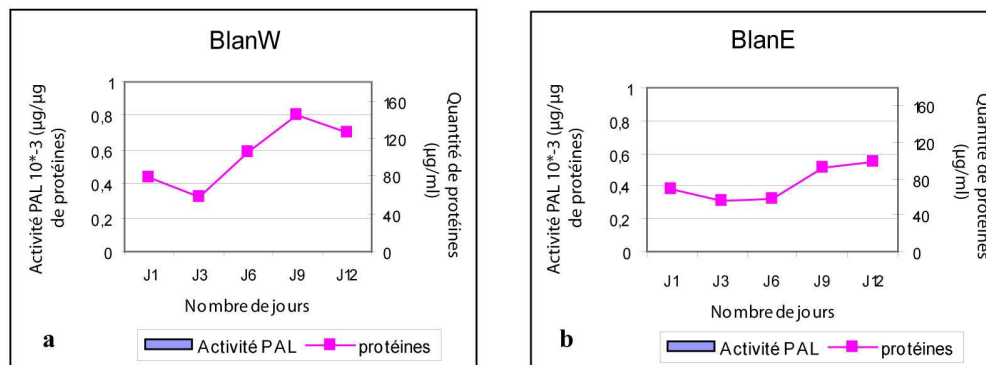 BlanW
Activité PAL 10*-3 (µg/µg
de protéines)
1
0,8
0,6
0,4
0,2
0
160
120
80
40
0
Quantité de protéines
(µg/ml)
J1 J3 J6 J9 J12
Nombre de jours
a
Activité PAL protéines
BlanE
Activité PAL 10*-3 (µg/µg
de protéines)
1
0,8
0,6
0,4
0,2
0
160
120
80
40
0
Quantité de protéines
(µg/ml)
J1 J3 J6 J9 J12
Nombre de jours
b
Activité PAL protéines